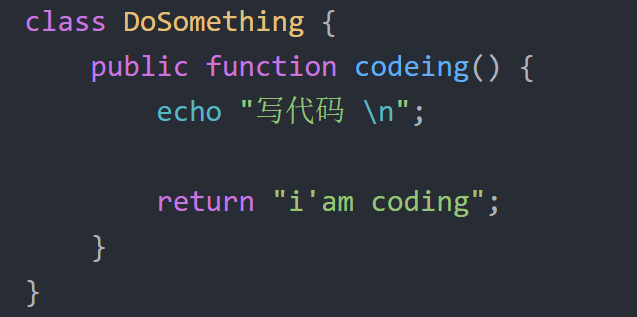 class DoSomething {
    public function codeing() {
        echo "写代码 \n";
        return "i'am coding";
    }
}